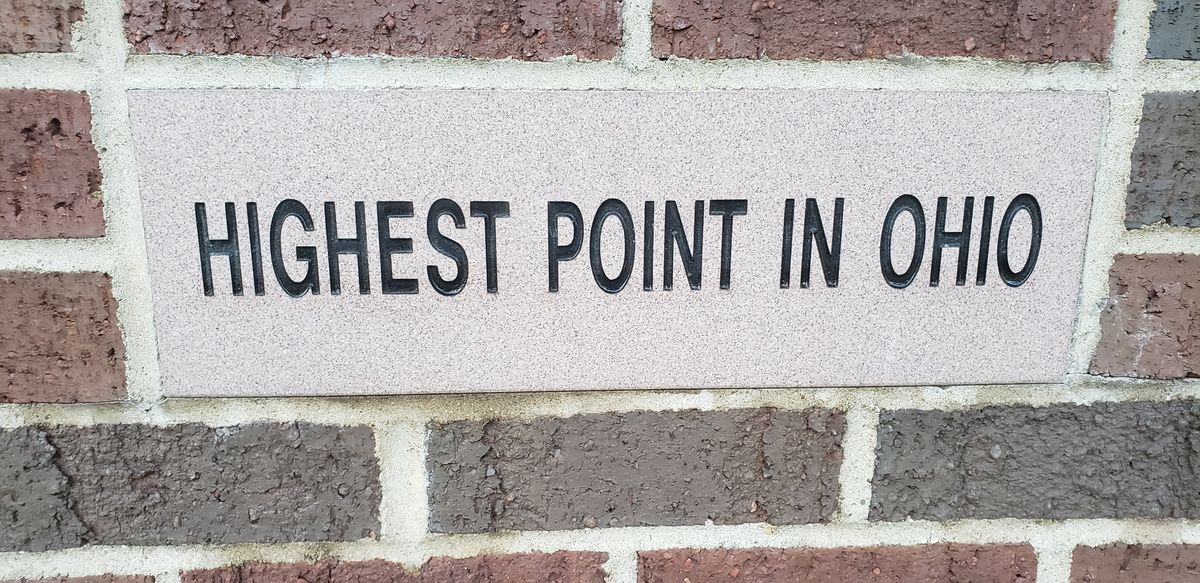 HIGHEST POINT IN OHIO